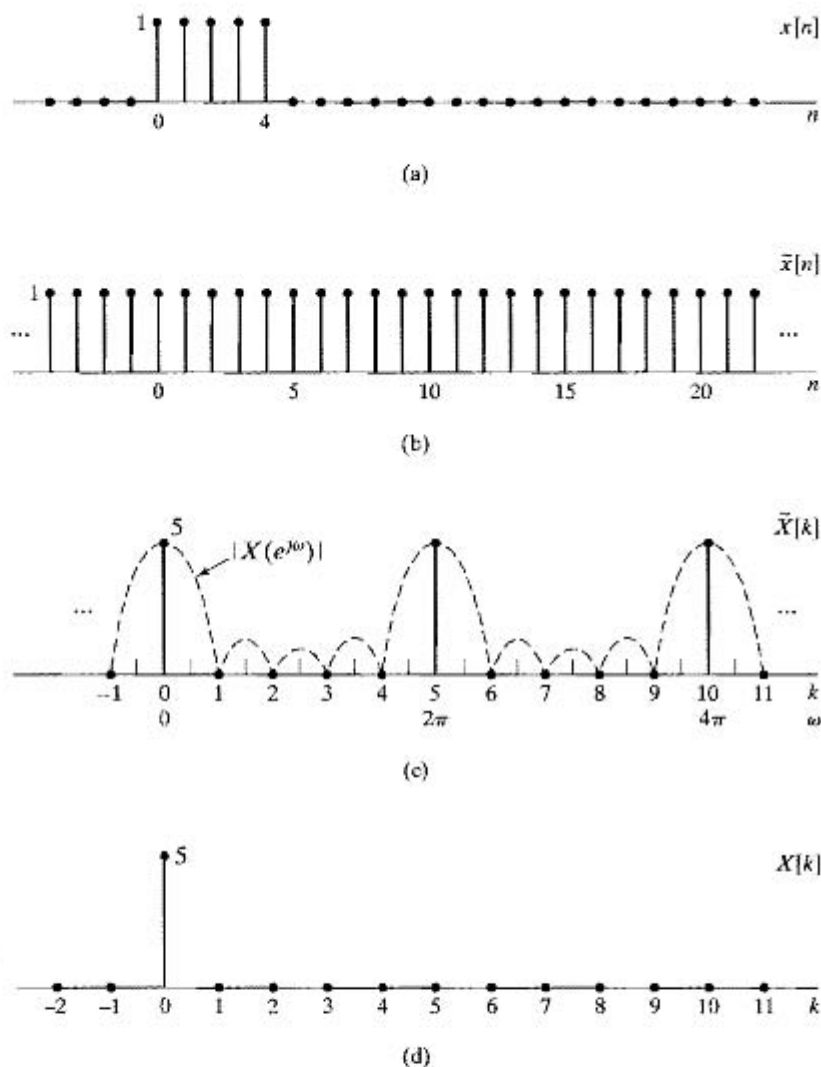 1 x[n]
0 4 n
(a)
x̃[n]
1
... ...
0 5 10 15 20 n
(b)
5 X̃[k]
|X(e^{jω})|
... ...
–1 0 1 2 3 4 5 6 7 8 9 10 11 k
0 2π 4π ω
(c)
5 X[k]
–2 –1 0 1 2 3 4 5 6 7 8 9 10 11 k
(d)